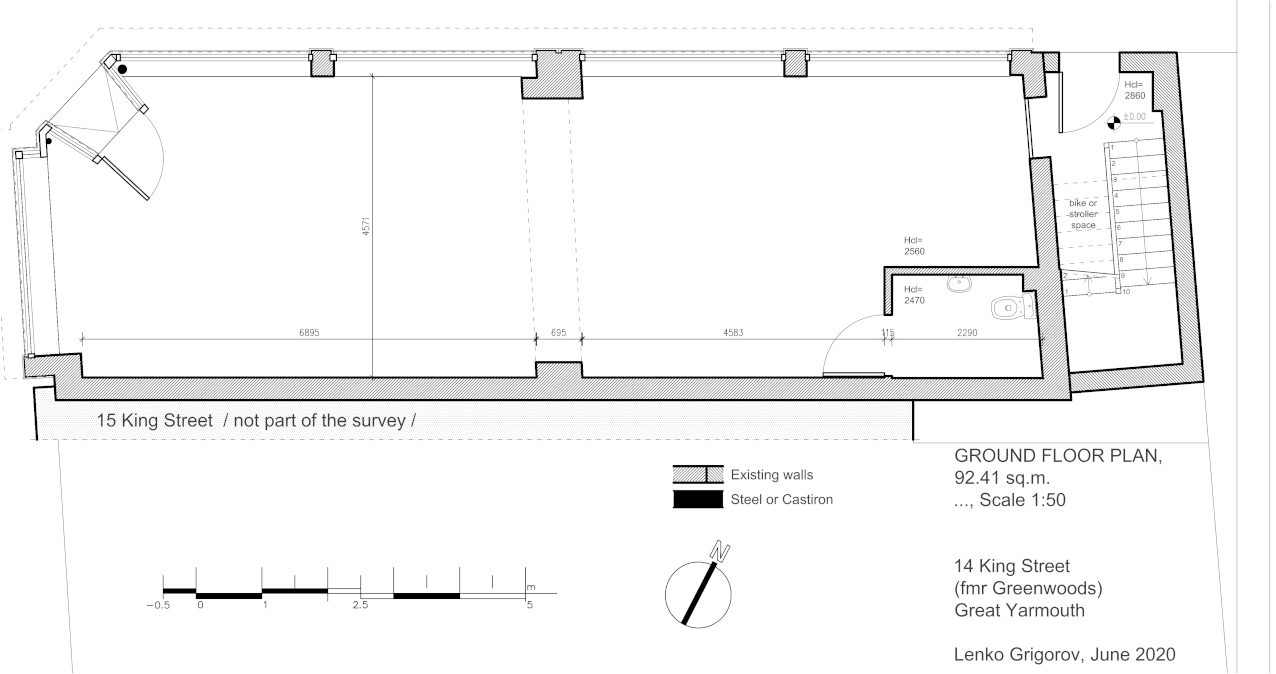 Hcl=
2860
±0.00
1
2
3
4
5
6
7
8
9
10
2
1
bike or
stroller
space
4571
Hcl=
2560
Hcl=
2470
6895
695
4583
115
2290
15 King Street / not part of the survey /
Existing walls
Steel or Castiron
GROUND FLOOR PLAN,
92.41 sq.m.
..., Scale 1:50
N
14 King Street
(fmr Greenwoods)
Great Yarmouth
m
−0.5 0 1 2.5 5
Lenko Grigorov, June 2020